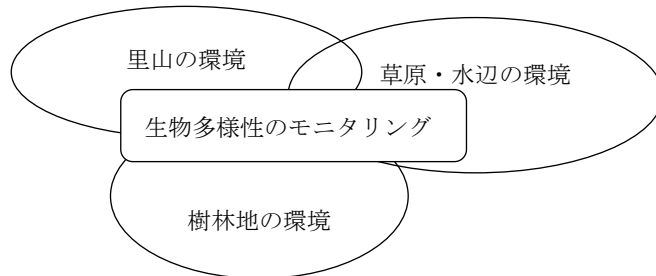 里山の環境
草原・水辺の環境
生物多様性のモニタリング
樹林地の環境